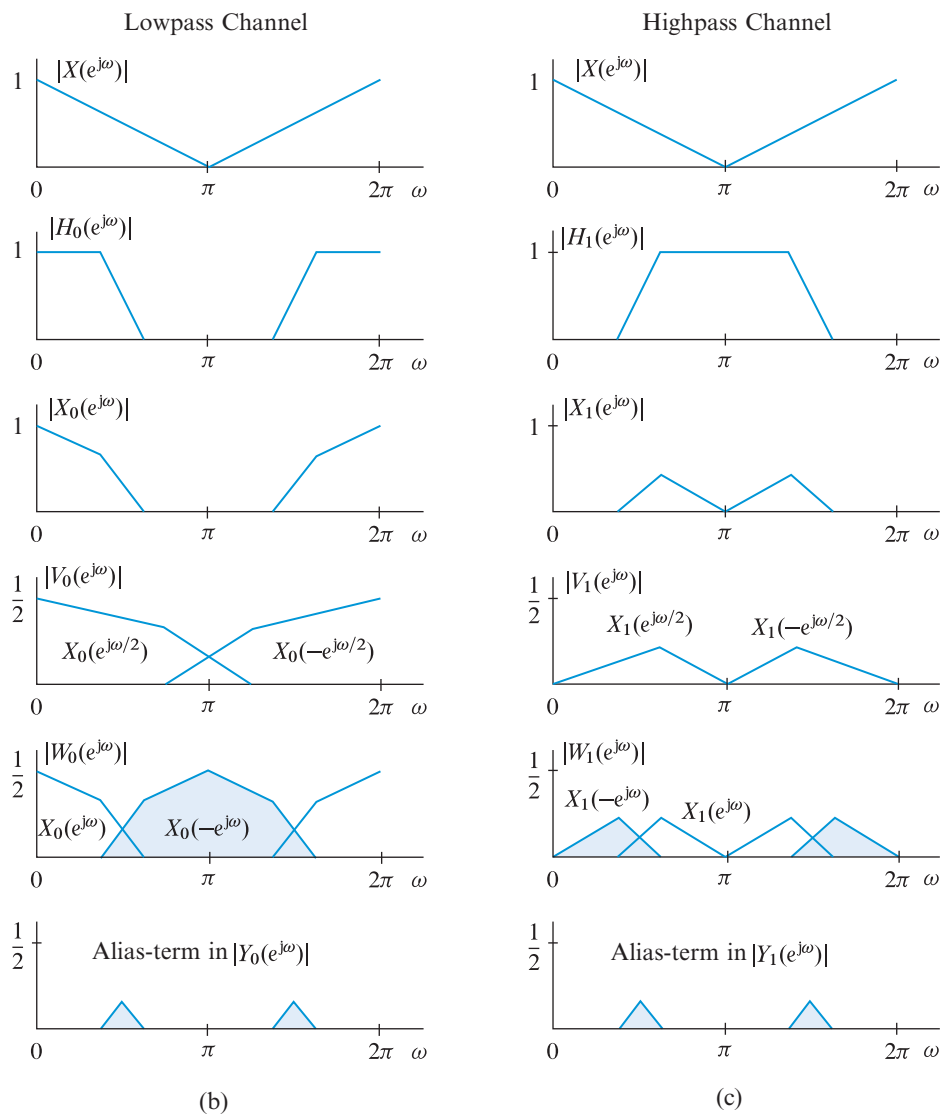 Lowpass Channel
|X(e^{jω})|
1
0 π 2π ω
|H₀(e^{jω})|
1
0 π 2π ω
|X₀(e^{jω})|
1
0 π 2π ω
|V₀(e^{jω})|
1/2
X₀(e^{jω/2}) X₀(−e^{jω/2})
0 π 2π ω
|W₀(e^{jω})|
1/2
X₀(e^{jω}) X₀(−e^{jω})
0 π 2π ω
1/2
Alias-term in |Y₀(e^{jω})|
0 π 2π ω
(b)
Highpass Channel
|X(e^{jω})|
1
0 π 2π ω
|H₁(e^{jω})|
1
0 π 2π ω
|X₁(e^{jω})|
1
0 π 2π ω
|V₁(e^{jω})|
1/2
X₁(e^{jω/2}) X₁(−e^{jω/2})
0 π 2π ω
|W₁(e^{jω})|
1/2
X₁(−e^{jω}) X₁(e^{jω})
0 π 2π ω
1/2
Alias-term in |Y₁(e^{jω})|
0 π 2π ω
(c)